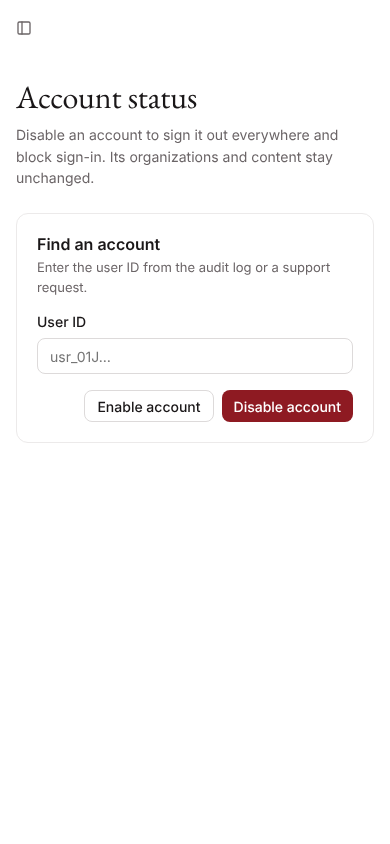 Account status
Disable an account to sign it out everywhere and
block sign-in. Its organizations and content stay
unchanged.
Find an account
Enter the user ID from the audit log or a support
request.
User ID
usr_01J...
Enable account
Disable account